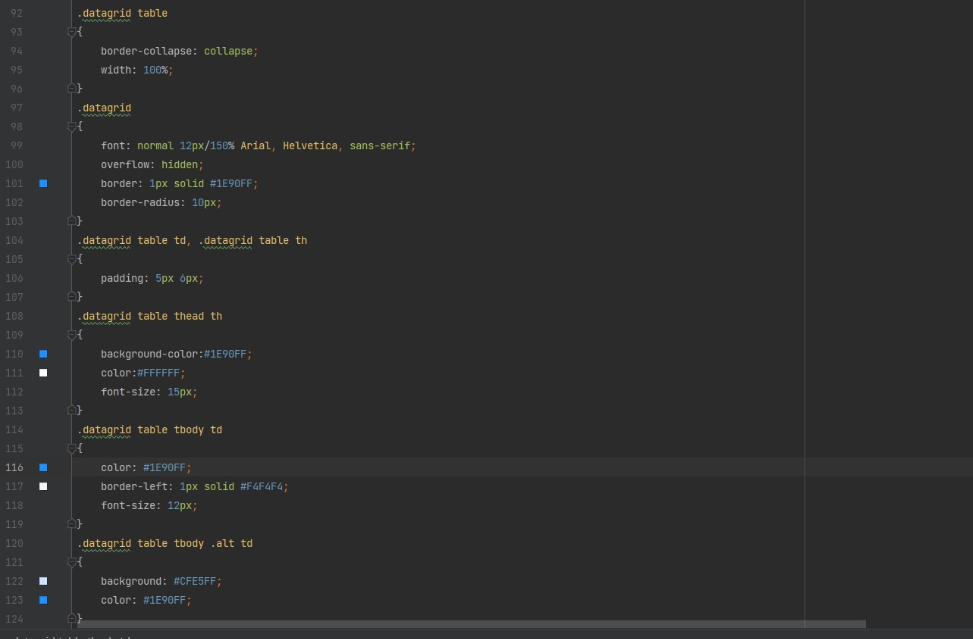 92 .datagrid table
93 {
94 border-collapse: collapse;
95 width: 100%;
96 }
97 .datagrid
98 {
99 font: normal 12px/150% Arial, Helvetica, sans-serif;
100 overflow: hidden;
101 border: 1px solid #1E90FF;
102 border-radius: 10px;
103 }
104 .datagrid table td, .datagrid table th
105 {
106 padding: 5px 6px;
107 }
108 .datagrid table thead th
109 {
110 background-color:#1E90FF;
111 color:#FFFFFF;
112 font-size: 15px;
113 }
114 .datagrid table tbody td
115 {
116 color: #1E90FF;
117 border-left: 1px solid #F4F4F4;
118 font-size: 12px;
119 }
120 .datagrid table tbody .alt td
121 {
122 background: #CFE5FF;
123 color: #1E90FF;
124 }